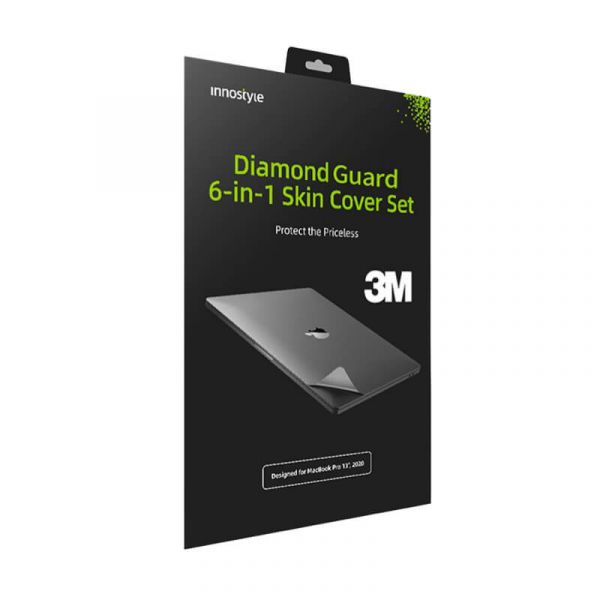 innostyle
Diamond Guard
6-in-1 Skin Cover Set
Protect the Priceless
3M
Designed for MacBook Pro 13", 2020